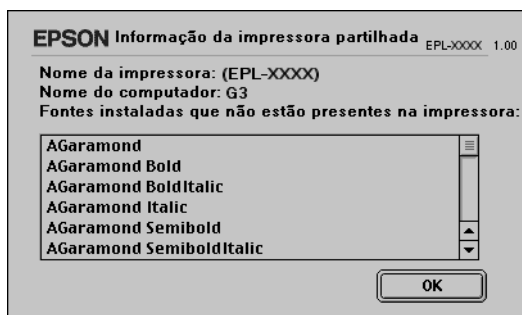 EPSON Informação da impressora partilhada EPL-XXXX 1.00
Nome da impressora: (EPL-XXXX)
Nome do computador: G3
Fontes instaladas que não estão presentes na impressora:
AGaramond
AGaramond Bold
AGaramond BoldItalic
AGaramond Italic
AGaramond Semibold
AGaramond SemiboldItalic
OK